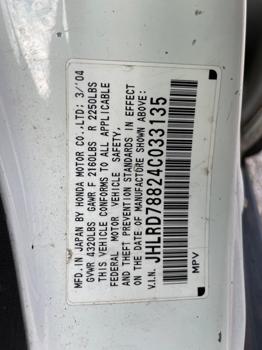 MFD. IN JAPAN BY HONDA MOTOR CO.,LTD: 3/'04
GVWR 4320LBS GAWR F 2160LBS R 2250LBS
THIS VEHICLE CONFORMS TO ALL APPLICABLE
FEDERAL MOTOR VEHICLE SAFETY,
AND THEFT PREVENTION STANDARDS IN EFFECT
ON THE DATE OF MANUFACTURE SHOWN ABOVE:
V.I.N. JHLRD78824C033135
MPV